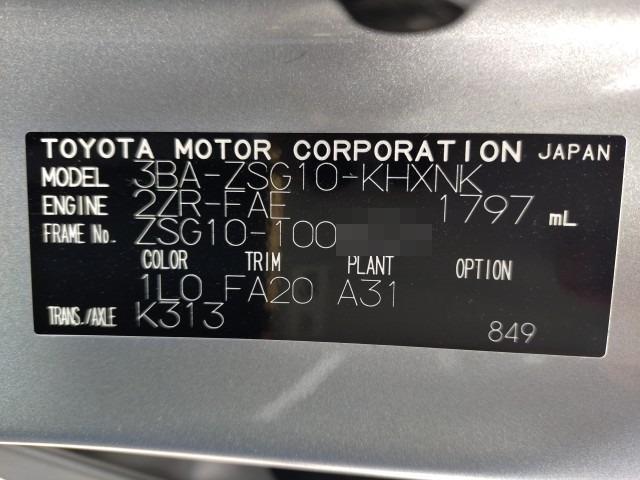 TOYOTA MOTOR CORPORATION JAPAN
MODEL 3BA-ZSG10-KHXNK
ENGINE 2ZR-FAE 1797 mL
FRAME No. ZSG10-100
COLOR TRIM PLANT OPTION
1L0 FA20 A31
TRANS./AXLE K313
849